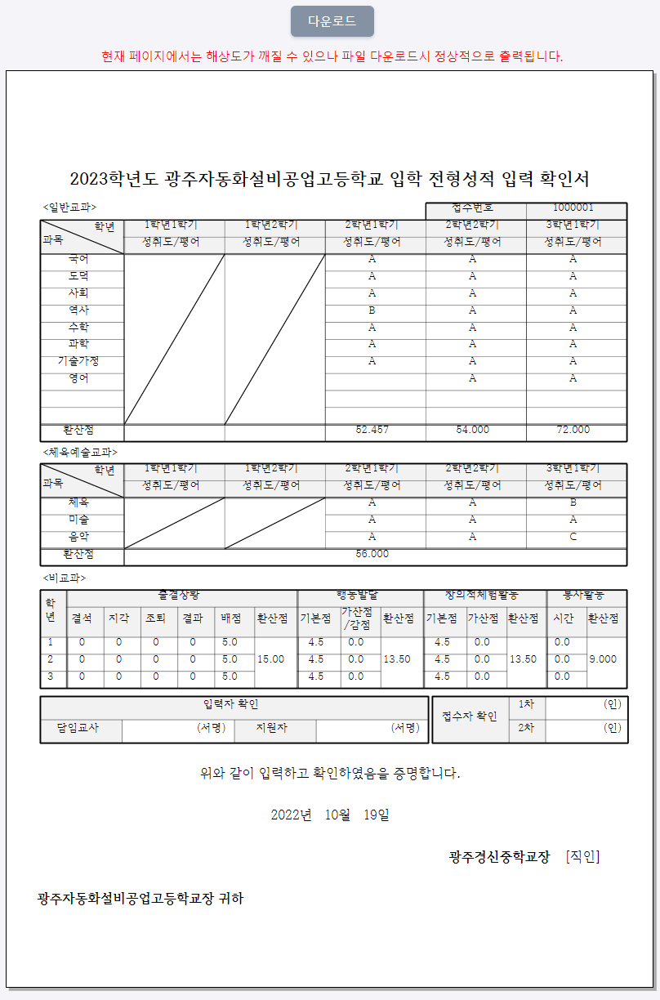 다운로드
현재 페이지에서는 해상도가 깨질 수 있으나 파일 다운로드시 정상적으로 출력됩니다.
2023학년도 광주자동화설비공업고등학교 입학 전형성적 입력 확인서
<일반교과> 접수번호 1000001
학년 1학년1학기 1학년2학기 2학년1학기 2학년2학기 3학년1학기
과목 성취도/평어 성취도/평어 성취도/평어 성취도/평어 성취도/평어
국어 A A A
도덕 A A A
사회 A A A
역사 B A A
수학 A A A
과학 A A A
기술가정 A A A
영어 A A
환산점 52.457 54.000 72.000
<체육예술교과>
학년 1학년1학기 1학년2학기 2학년1학기 2학년2학기 3학년1학기
과목 성취도/평어 성취도/평어 성취도/평어 성취도/평어 성취도/평어
체육 A A B
미술 A A A
음악 A A C
환산점 56.000
<비교과>
학년 출결상황 행동발달 창의적체험활동 봉사활동
결석 지각 조퇴 결과 배점 환산점 기본점 가산점/감점 환산점 기본점 가산점 환산점 시간 환산점
1 0 0 0 0 5.0 4.5 0.0 4.5 0.0 0.0
2 0 0 0 0 5.0 15.00 4.5 0.0 13.50 4.5 0.0 13.50 0.0 9.000
3 0 0 0 0 5.0 4.5 0.0 4.5 0.0 0.0
입력자 확인 접수자 확인 1차 (인)
담임교사 (서명) 지원자 (서명) 2차 (인)
위와 같이 입력하고 확인하였음을 증명합니다.
2022년 10월 19일
광주경신중학교장 [직인]
광주자동화설비공업고등학교장 귀하